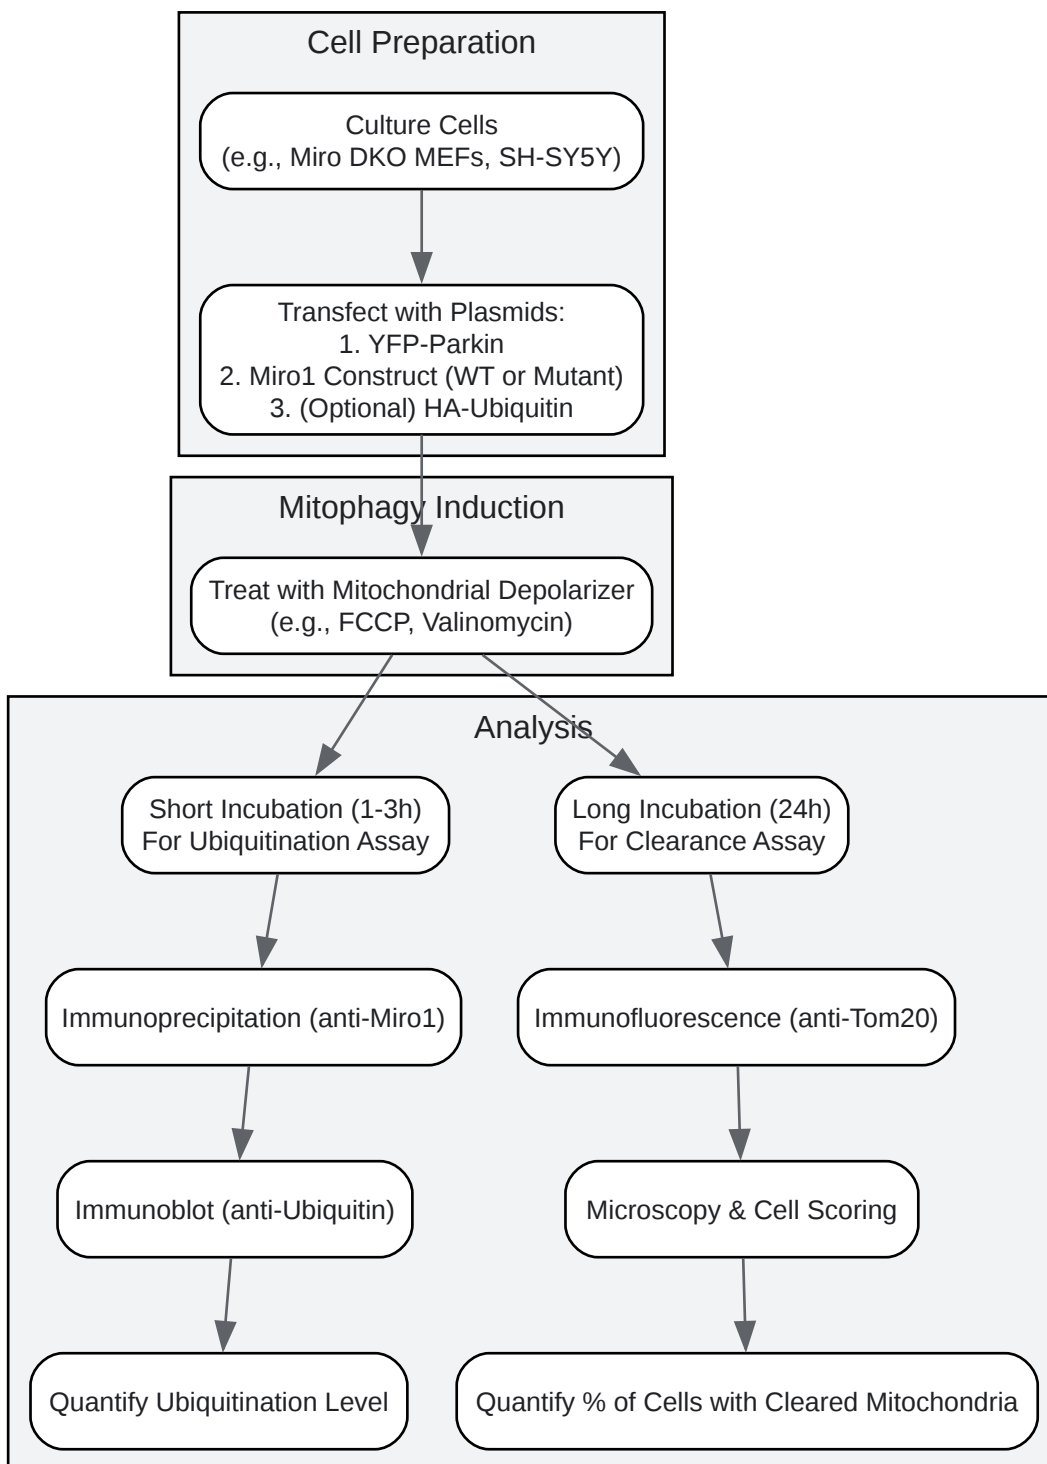 Cell Preparation
Culture Cells
(e.g., Miro DKO MEFs, SH-SY5Y)
Transfect with Plasmids:
1. YFP-Parkin
2. Miro1 Construct (WT or Mutant)
3. (Optional) HA-Ubiquitin
Mitophagy Induction
Treat with Mitochondrial Depolarizer
(e.g., FCCP, Valinomycin)
Analysis
Short Incubation (1-3h)
For Ubiquitination Assay
Long Incubation (24h)
For Clearance Assay
Immunoprecipitation (anti-Miro1)
Immunofluorescence (anti-Tom20)
Immunoblot (anti-Ubiquitin)
Microscopy & Cell Scoring
Quantify Ubiquitination Level
Quantify % of Cells with Cleared Mitochondria